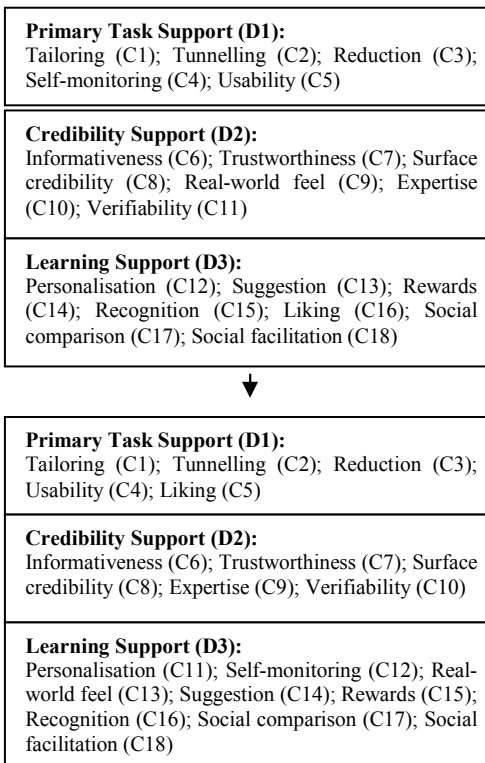 Primary Task Support (D1):
Tailoring (C1); Tunnelling (C2); Reduction (C3);
Self-monitoring (C4); Usability (C5)
Credibility Support (D2):
Informativeness (C6); Trustworthiness (C7); Surface
credibility (C8); Real-world feel (C9); Expertise
(C10); Verifiability (C11)
Learning Support (D3):
Personalisation (C12); Suggestion (C13); Rewards
(C14); Recognition (C15); Liking (C16); Social
comparison (C17); Social facilitation (C18)
Primary Task Support (D1):
Tailoring (C1); Tunnelling (C2); Reduction (C3);
Usability (C4); Liking (C5)
Credibility Support (D2):
Informativeness (C6); Trustworthiness (C7); Surface
credibility (C8); Expertise (C9); Verifiability (C10)
Learning Support (D3):
Personalisation (C11); Self-monitoring (C12); Real-
world feel (C13); Suggestion (C14); Rewards (C15);
Recognition (C16); Social comparison (C17); Social
facilitation (C18)